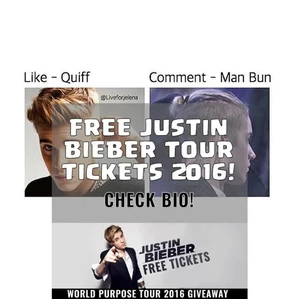 Like - Quiff
Comment - Man Bun
@Liveforjelena
FREE JUSTIN
BIEBER TOUR
TICKETS 2016!
CHECK BIO!
JUSTIN
BIEBER
FREE TICKETS
WORLD PURPOSE TOUR 2016 GIVEAWAY